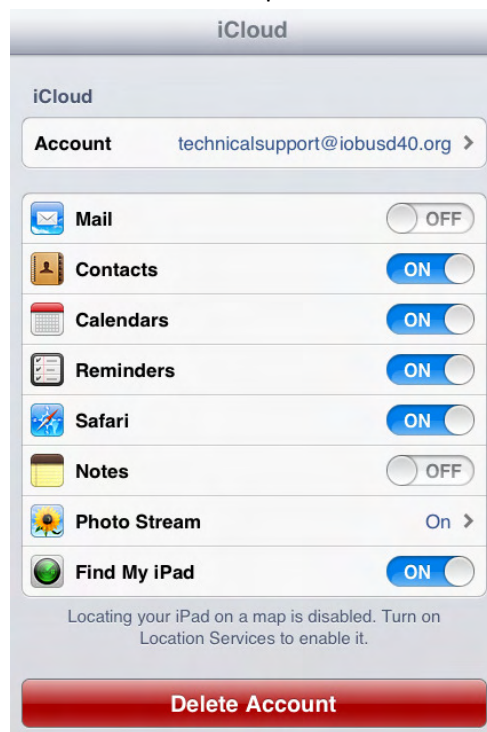 iCloud
iCloud
Account technicalsupport@iobusd40.org
Mail OFF
Contacts ON
Calendars ON
Reminders ON
Safari ON
Notes OFF
Photo Stream On
Find My iPad ON
Locating your iPad on a map is disabled. Turn on
Location Services to enable it.
Delete Account